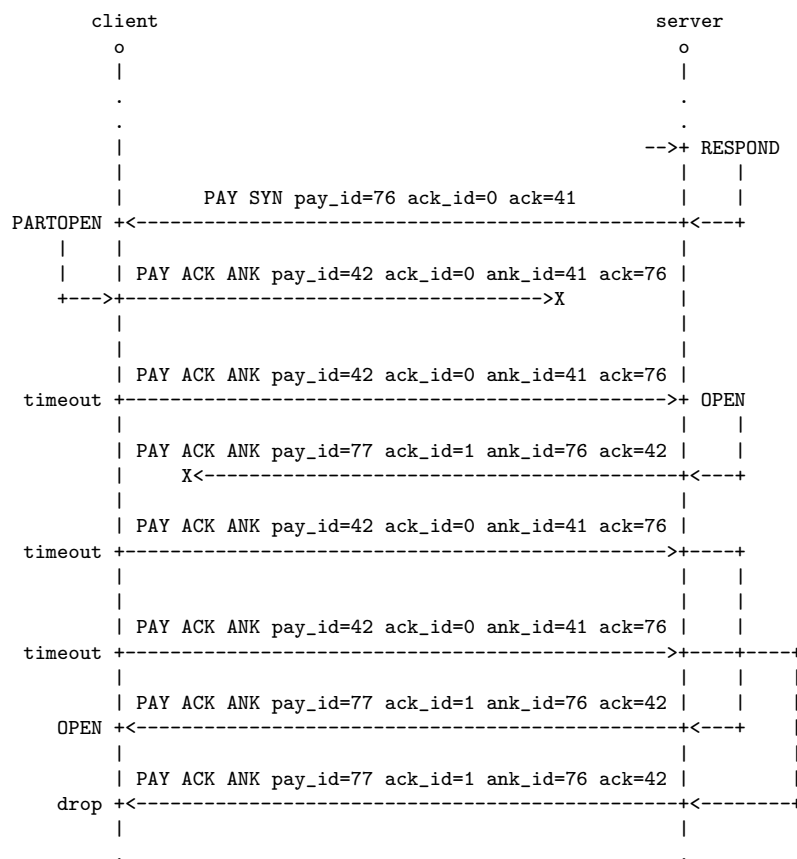 client server
o o
RESPOND
PAY SYN pay_id=76 ack_id=0 ack=41
PARTOPEN
PAY ACK ANK pay_id=42 ack_id=0 ank_id=41 ack=76
X
PAY ACK ANK pay_id=42 ack_id=0 ank_id=41 ack=76
timeout OPEN
PAY ACK ANK pay_id=77 ack_id=1 ank_id=76 ack=42
X
PAY ACK ANK pay_id=42 ack_id=0 ank_id=41 ack=76
timeout
PAY ACK ANK pay_id=42 ack_id=0 ank_id=41 ack=76
timeout
PAY ACK ANK pay_id=77 ack_id=1 ank_id=76 ack=42
OPEN
PAY ACK ANK pay_id=77 ack_id=1 ank_id=76 ack=42
drop